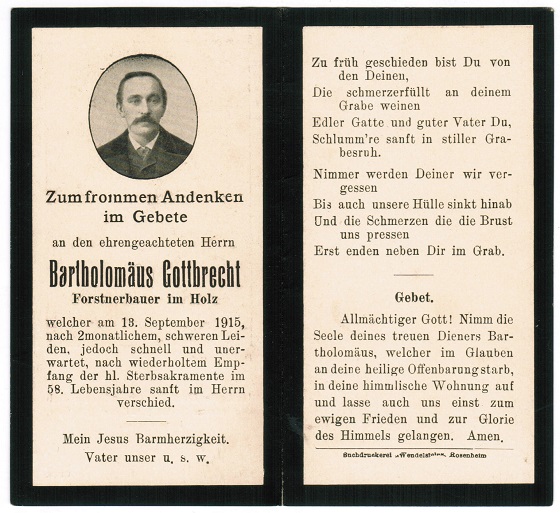 Zum frommen Andenken
im Gebete
an den ehrengeachteten Herrn
Bartholomäus Gottbrecht
Forstnerbauer im Holz
welcher am 13. September 1915,
nach 2monatlichem, schweren Lei-
den, jedoch schnell und uner-
wartet, nach wiederholtem Emp-
fang der hl. Sterbsakramente im
58. Lebensjahre sanft im Herrn
verschied.
Mein Jesus Barmherzigkeit.
Vater unser u. s. w.
Zu früh geschieden bist Du von
den Deinen,
Die schmerzerfüllt an deinem
Grabe weinen
Edler Gatte und guter Vater Du,
Schlumm're sanft in stiller Gra-
besruh.
Nimmer werden Deiner wir ver-
gessen
Bis auch unsere Hülle sinkt hinab
Und die Schmerzen die die Brust
uns pressen
Erst enden neben Dir im Grab.
Gebet.
Allmächtiger Gott! Nimm die
Seele deines treuen Dieners Bar-
tholomäus, welcher im Glauben
an deine heilige Offenbarung starb,
in deine himmlische Wohnung auf
und lasse auch uns einst zum
ewigen Frieden und zur Glorie
des Himmels gelangen. Amen.
Buchdruckerei „Wendelstein„ Rosenheim